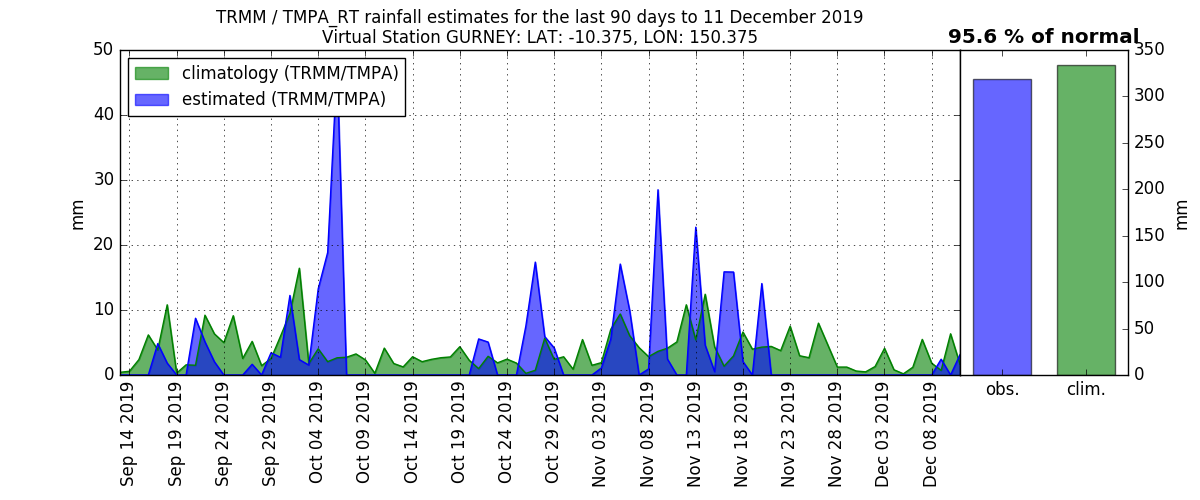 TRMM / TMPA_RT rainfall estimates for the last 90 days to 11 December 2019
Virtual Station GURNEY: LAT: -10.375, LON: 150.375
95.6 % of normal
climatology (TRMM/TMPA)
estimated (TRMM/TMPA)
50
40
30
20
10
0
mm
Sep 14 2019
Sep 19 2019
Sep 24 2019
Sep 29 2019
Oct 04 2019
Oct 09 2019
Oct 14 2019
Oct 19 2019
Oct 24 2019
Oct 29 2019
Nov 03 2019
Nov 08 2019
Nov 13 2019
Nov 18 2019
Nov 23 2019
Nov 28 2019
Dec 03 2019
Dec 08 2019
obs.
clim.
350
300
250
200
150
100
50
0
mm